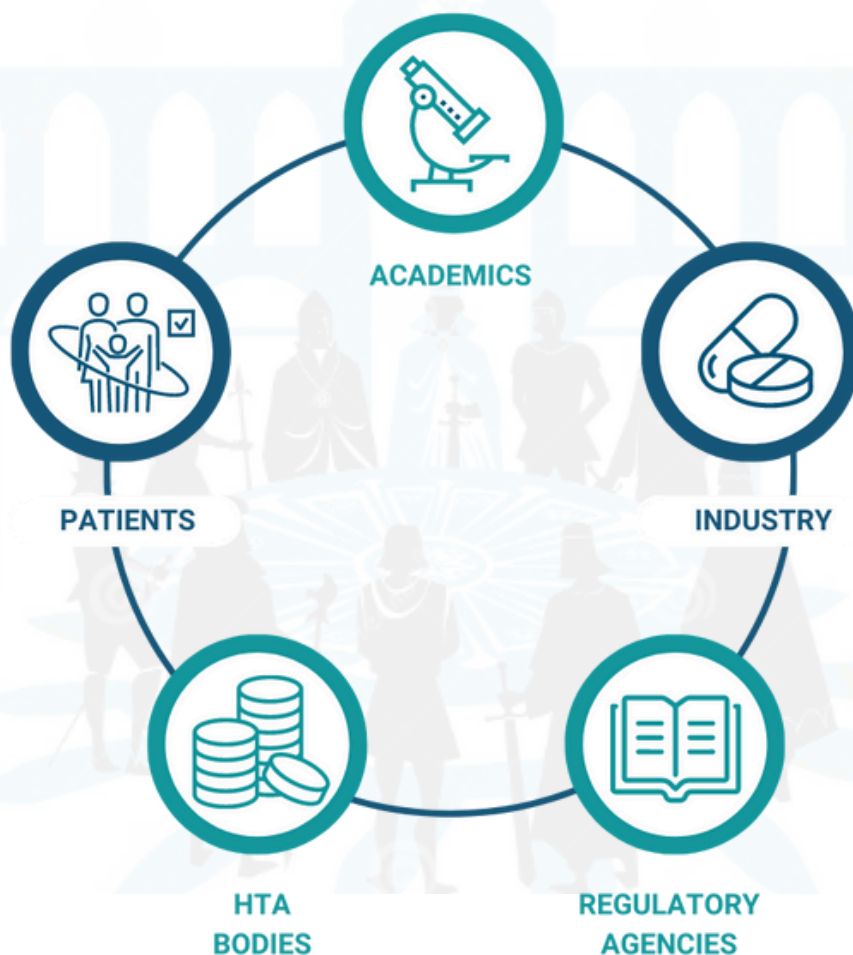 ACADEMICS
PATIENTS
INDUSTRY
HTA
BODIES
REGULATORY
AGENCIES